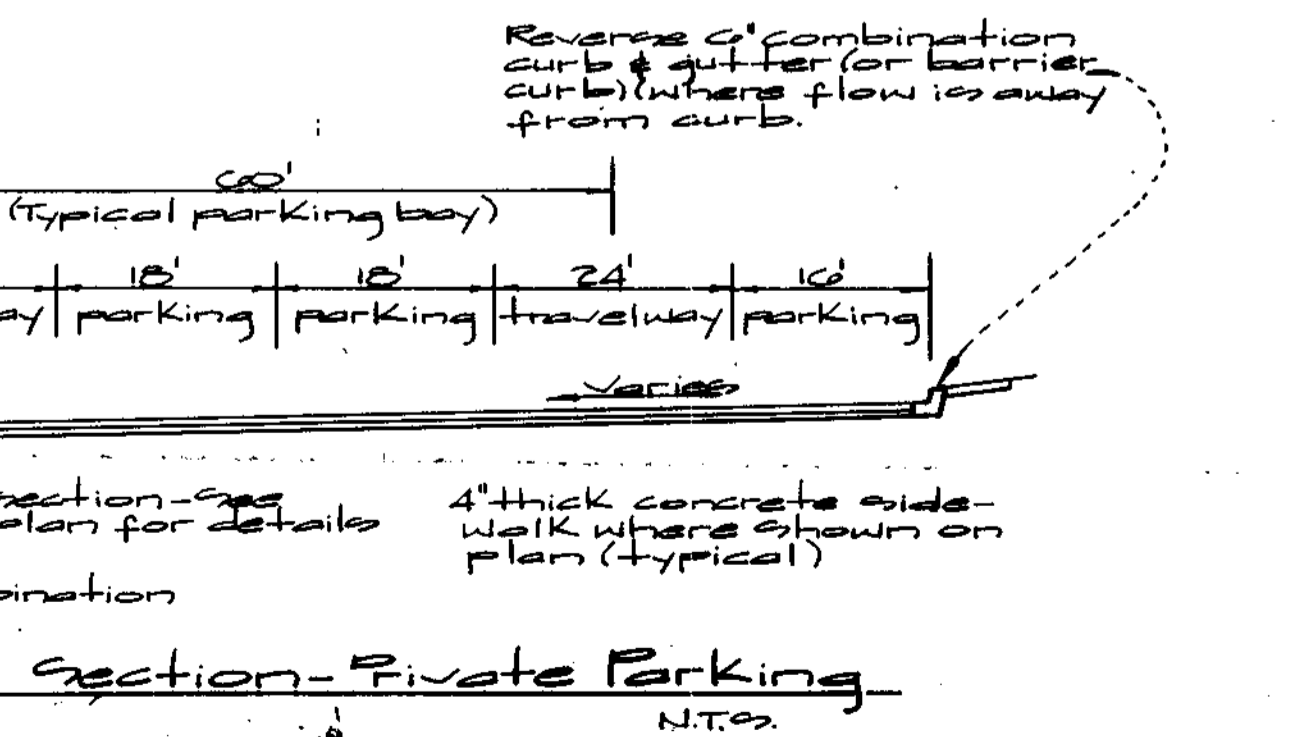 Reverse 6" combination
curb & gutter (or barrier
curb) (where flow is away
from curb.
60'
(Typical parking bay)
18' 18' 24' 16'
ay parking parking travelway parking
Varies
section-See
plan for details
4" thick concrete side-
walk where shown on
plan (typical)
bination
Section- Private Parking
N.T.S.